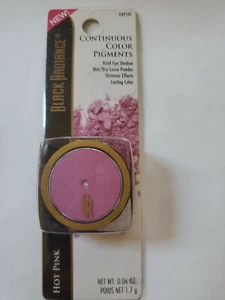 NEW!
CA9101
BLACK RADIANCE®
CONTINUOUS
COLOR
PIGMENTS
Vivid Eye Shadow
Wet/Dry Loose Powder
Shimmer Effects
Lasting Color
HOT PINK
NET WT. 0.06 OZ.
POIDS NET 1.7 g